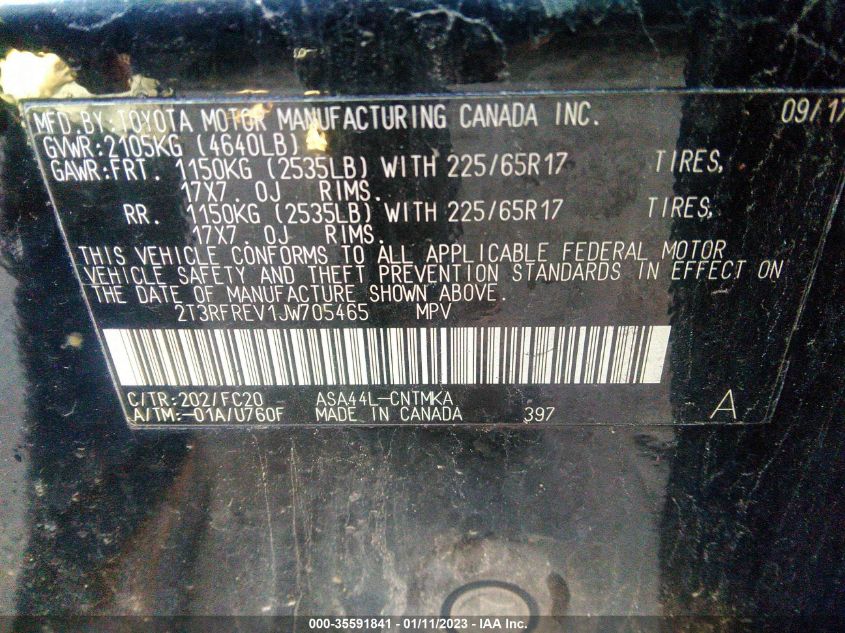 MFD.BY:TOYOTA MOTOR MANUFACTURING CANADA INC. 09/17
GVWR:2105KG (4640LB)
GAWR:FRT. 1150KG (2535LB) WITH 225/65R17 TIRES,
17X7.0J RIMS.
RR. 1150KG (2535LB) WITH 225/65R17 TIRES,
17X7.0J RIMS.
THIS VEHICLE CONFORMS TO ALL APPLICABLE FEDERAL MOTOR
VEHICLE SAFETY AND THEFT PREVENTION STANDARDS IN EFFECT ON
THE DATE OF MANUFACTURE SHOWN ABOVE.
2T3RFREV1JW705465 MPV
C/TR:202/FC20 ASA44L-CNTMKA
A/TM:-01A/U760F MADE IN CANADA 397 A
000-35591841 - 01/11/2023 - IAA Inc.